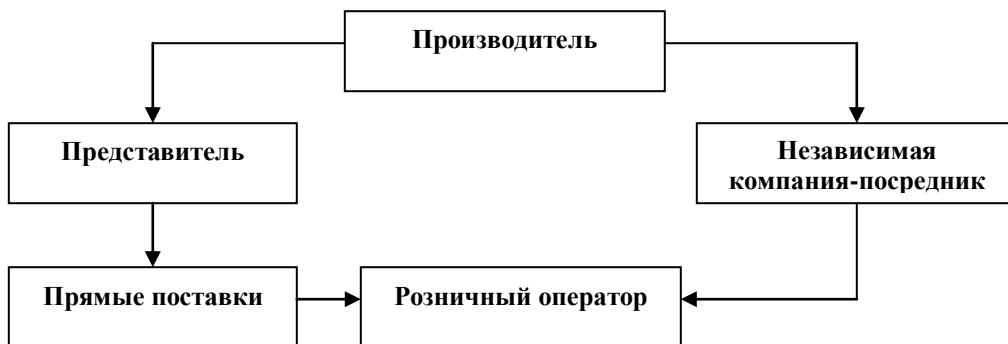 Производитель
Представитель
Независимая
компания-посредник
Прямые поставки
Розничный оператор